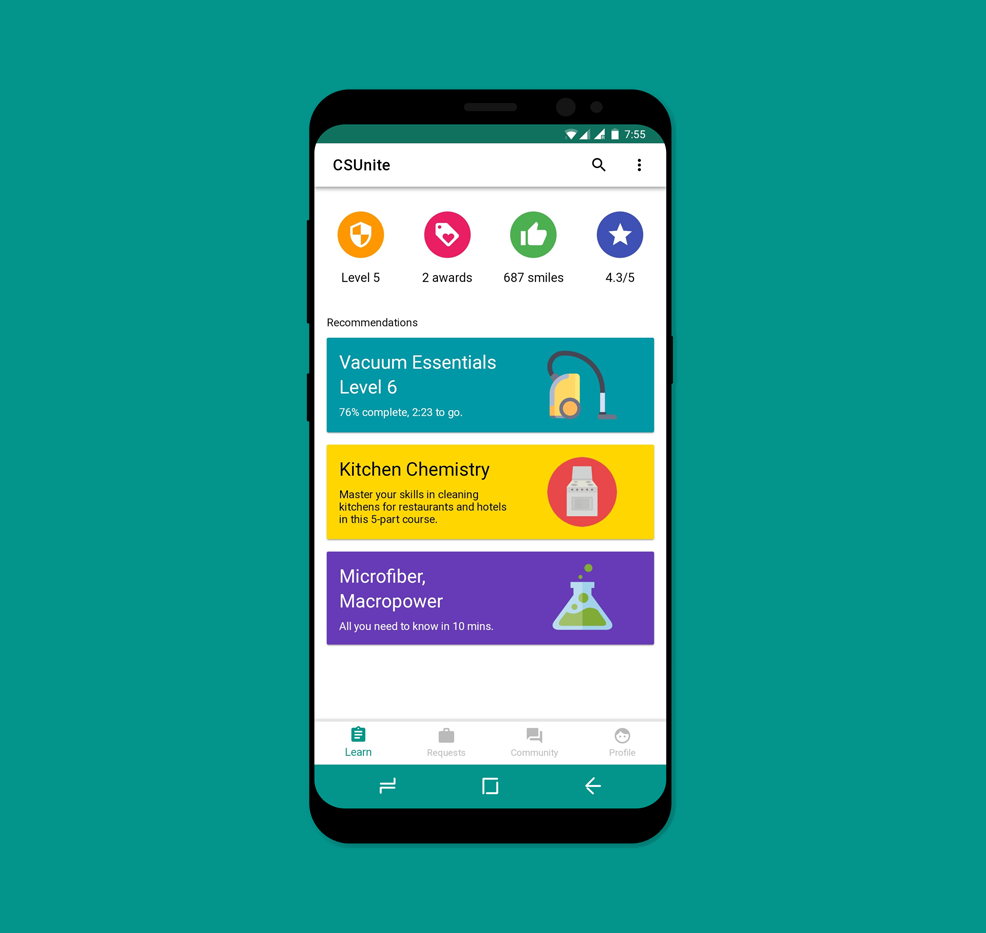 7:55
CSUnite
Level 5
2 awards
687 smiles
4.3/5
Recommendations
Vacuum Essentials
Level 6
76% complete, 2:23 to go.
Kitchen Chemistry
Master your skills in cleaning
kitchens for restaurants and hotels
in this 5-part course.
Microfiber,
Macropower
All you need to know in 10 mins.
Learn
Requests
Community
Profile